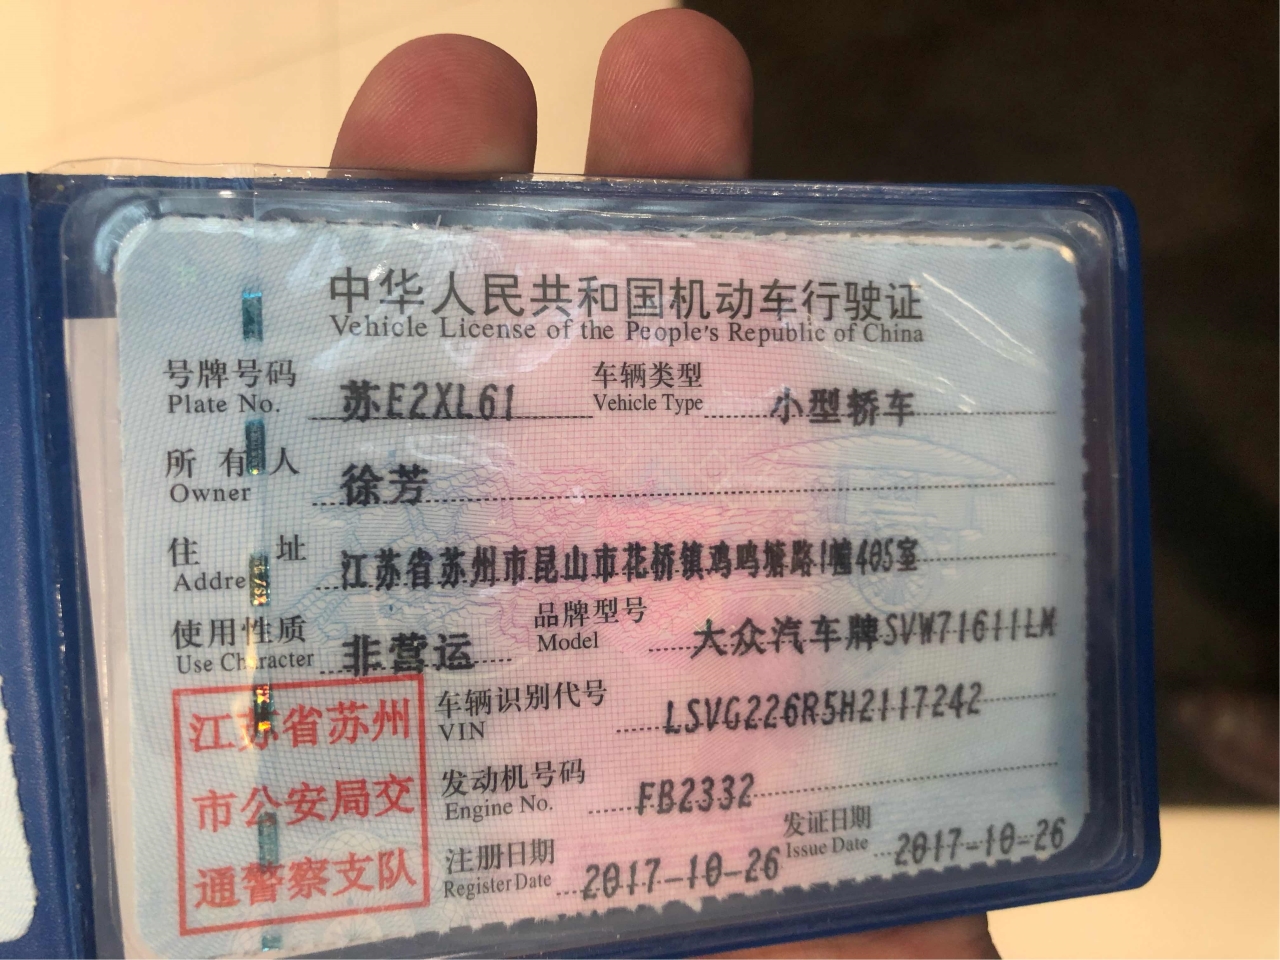 中华人民共和国机动车行驶证
Vehicle License of the People's Republic of China
号牌号码 苏E2XL61 车辆类型 小型轿车
Plate No. Vehicle Type
所有人 徐芳
Owner
住址 江苏省苏州市昆山市花桥镇鸡鸣塘路1幢405室
Addre
使用性质 非营运 品牌型号 大众汽车牌SVW71611LM
Use Character Model
车辆识别代号 LSVG226R5H2117242
VIN
发动机号码 FB2332
Engine No.
注册日期 2017-10-26 发证日期 2017-10-26
Register Date Issue Date
江苏省苏州
市公安局交
通警察支队